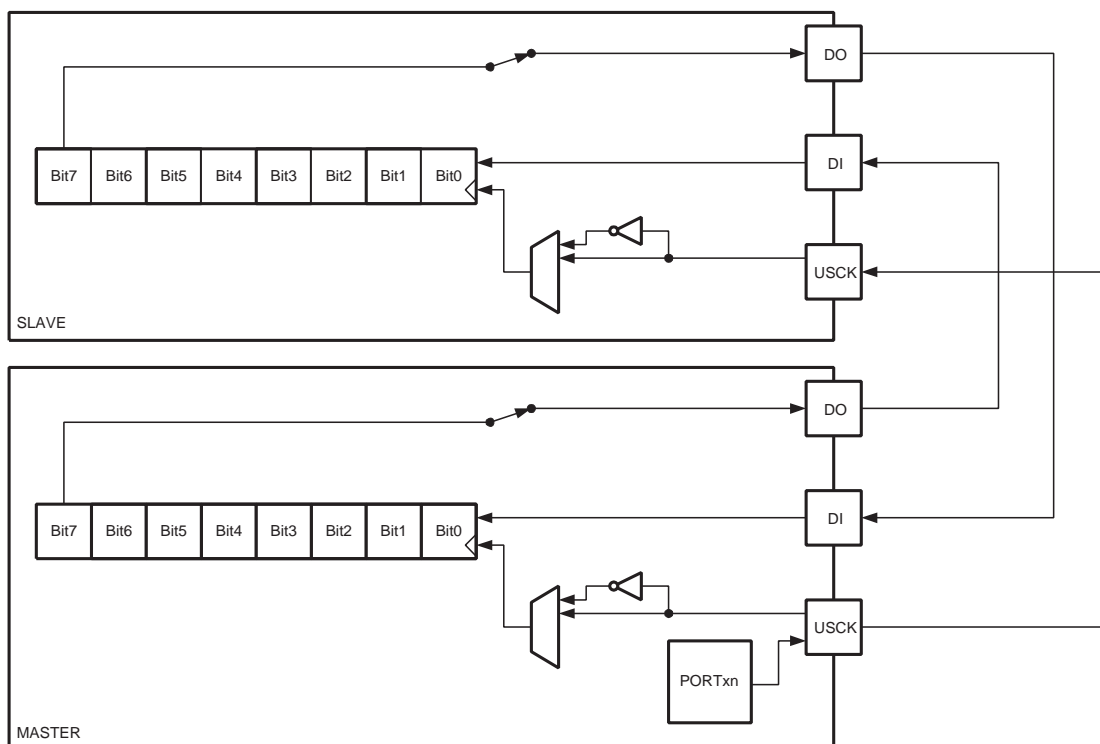 DO
Bit7 Bit6 Bit5 Bit4 Bit3 Bit2 Bit1 Bit0
DI
USCK
SLAVE
DO
Bit7 Bit6 Bit5 Bit4 Bit3 Bit2 Bit1 Bit0
DI
USCK
PORTxn
MASTER